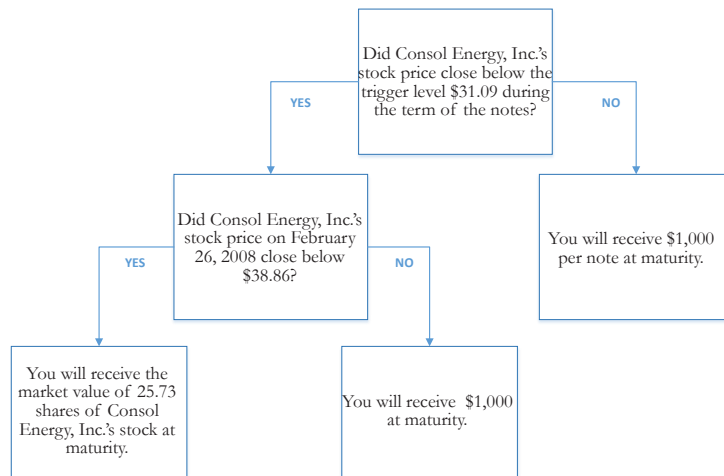 Did Consol Energy, Inc.'s
stock price close below the
trigger level $31.09 during
the term of the notes?
YES
NO
Did Consol Energy, Inc.'s
stock price on February
26, 2008 close below
$38.86?
You will receive $1,000
per note at maturity.
YES
NO
You will receive the
market value of 25.73
shares of Consol
Energy, Inc.'s stock at
maturity.
You will receive $1,000
at maturity.